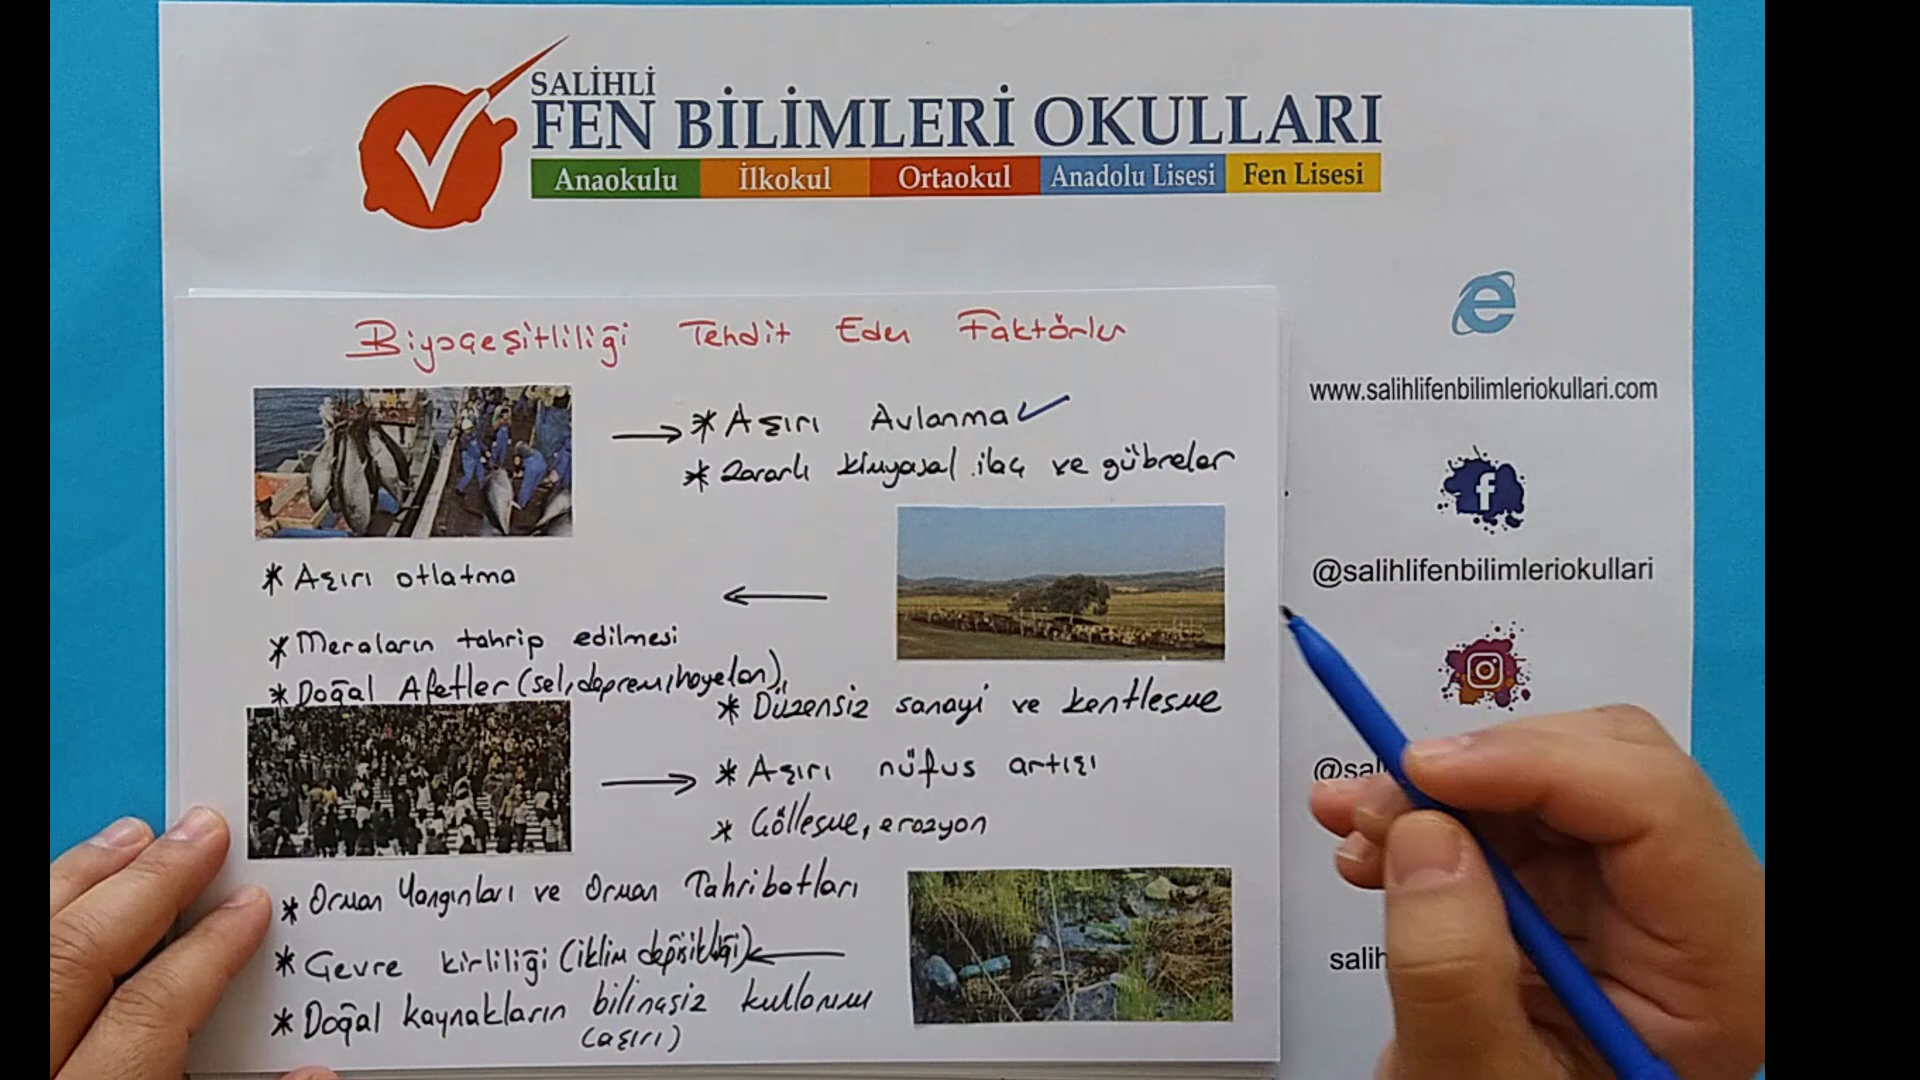 SALİHLİ
FEN BİLİMLERİ OKULLARI
Anaokulu İlkokul Ortaokul Anadolu Lisesi Fen Lisesi
Biyoçeşitliliği Tehdit Eden Faktörler
* Aşırı Avlanma
* Zararlı kimyasal ilaç ve gübreler
* Aşırı otlatma
* Meraların tahrip edilmesi
* Doğal Afetler (sel, deprem, heyelan)
* Düzensiz sanayi ve kentleşme
* Aşırı nüfus artışı
* Çölleşme, erozyon
* Orman Yangınları ve Orman Tahribatları
* Çevre kirliliği (iklim değişikliği)
* Doğal kaynakların bilinçsiz kullanımı
(aşırı)
www.salihlifenbilimleriokullari.com
@salihlifenbilimleriokullari
@sal
salih